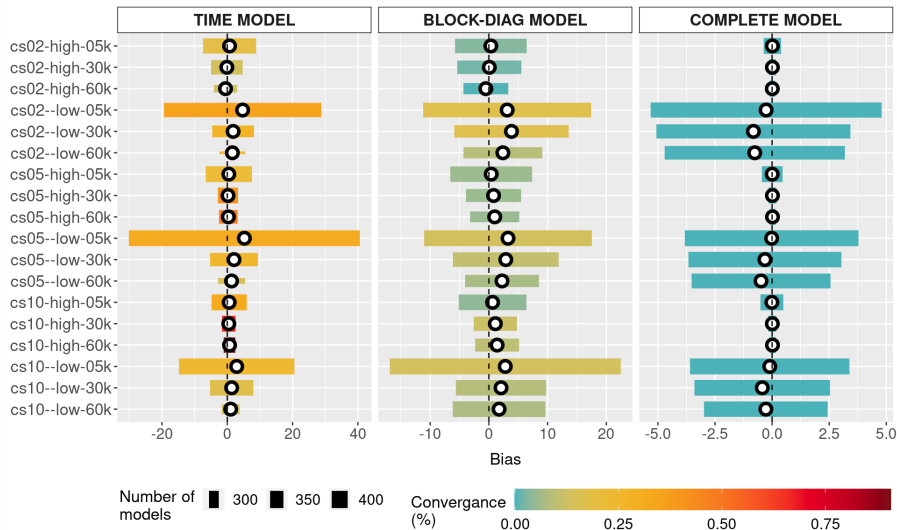 TIME MODEL BLOCK-DIAG MODEL COMPLETE MODEL
cs02-high-05k
cs02-high-30k
cs02-high-60k
cs02--low-05k
cs02--low-30k
cs02--low-60k
cs05-high-05k
cs05-high-30k
cs05-high-60k
cs05--low-05k
cs05--low-30k
cs05--low-60k
cs10-high-05k
cs10-high-30k
cs10-high-60k
cs10--low-05k
cs10--low-30k
cs10--low-60k
-20 0 20 40 -10 0 10 20 -5.0 -2.5 0.0 2.5 5.0
Bias
Number of models 300 350 400
Convergance (%) 0.00 0.25 0.50 0.75